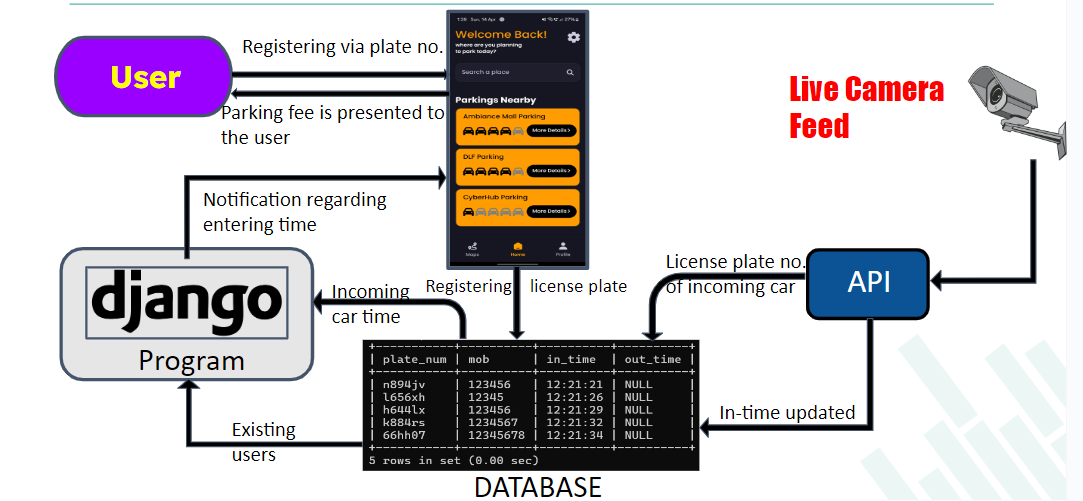 User
Registering via plate no.
Parking fee is presented to
the user
1:39 Sun, 14 Apr
Welcome Back!
where are you planning
to park today?
Search a place
Parkings Nearby
Ambiance Mall Parking
More Details >
DLF Parking
More Details >
CyberHub Parking
More Details >
Maps Home Profile
Live Camera
Feed
Notification regarding
entering time
django
Program
Incoming
car time
Registering license plate
License plate no.
of incoming car
API
In-time updated
Existing
users
| plate_num | mob | in_time | out_time |
| n894jv | 123456 | 12:21:21 | NULL |
| l656xh | 12345 | 12:21:26 | NULL |
| h644lx | 123456 | 12:21:29 | NULL |
| k884rs | 1234567 | 12:21:32 | NULL |
| 66hh07 | 12345678 | 12:21:34 | NULL |
5 rows in set (0.00 sec)
DATABASE